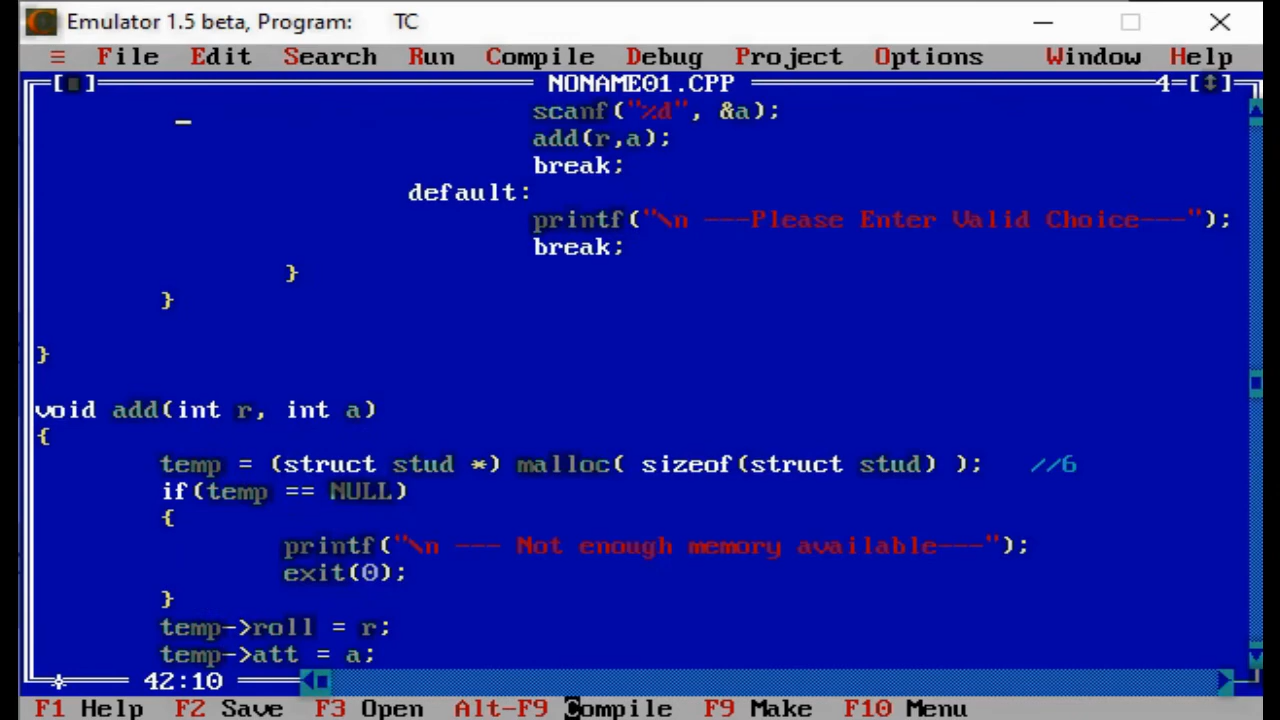 Emulator 1.5 beta, Program: TC
≡ File Edit Search Run Compile Debug Project Options Window Help
[■] NONAME01.CPP 4=[↕]
scanf("%d", &a);
add(r,a);
break;
default:
printf("\n ---Please Enter Valid Choice---");
break;
}
}
}
void add(int r, int a)
{
temp = (struct stud *) malloc( sizeof(struct stud) ); //6
if(temp == NULL)
{
printf("\n --- Not enough memory available---");
exit(0);
}
temp->roll = r;
temp->att = a;
42:10
F1 Help F2 Save F3 Open Alt-F9 Compile F9 Make F10 Menu